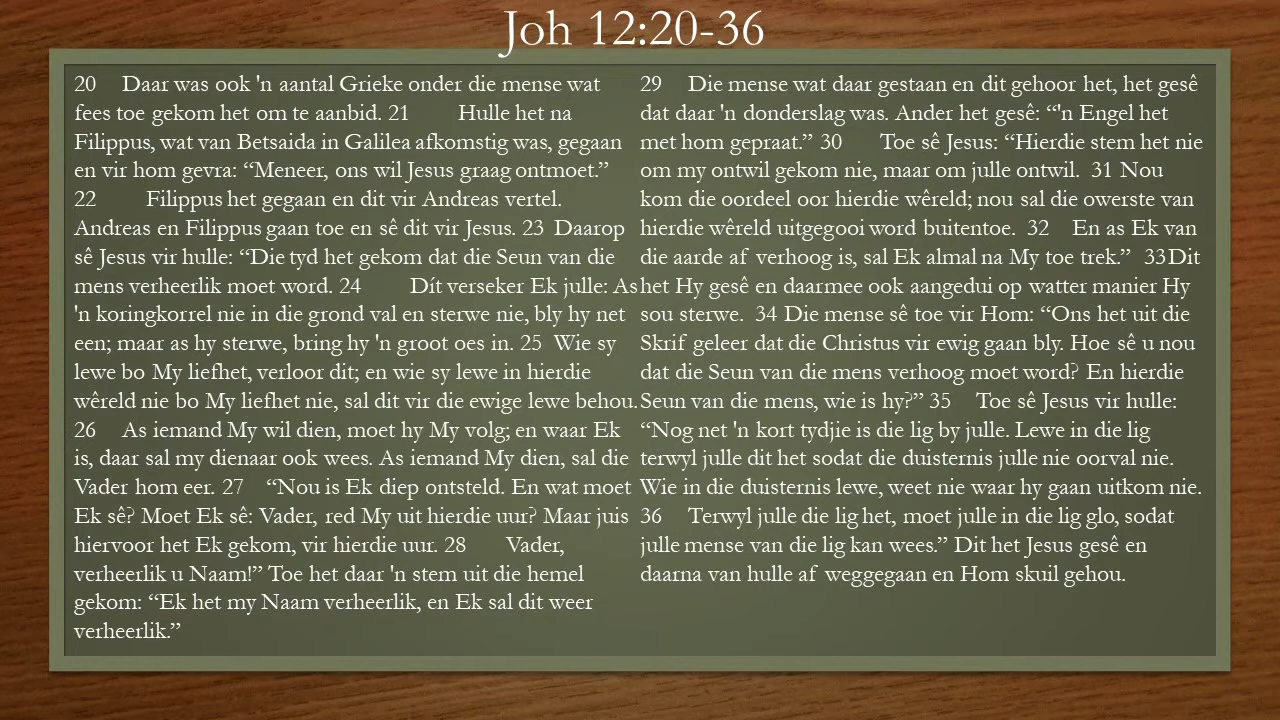 Joh 12:20-36
20 Daar was ook 'n aantal Grieke onder die mense wat
fees toe gekom het om te aanbid. 21 Hulle het na
Filippus, wat van Betsaida in Galilea afkomstig was, gegaan
en vir hom gevra: “Meneer, ons wil Jesus graag ontmoet.”
22 Filippus het gegaan en dit vir Andreas vertel.
Andreas en Filippus gaan toe en sê dit vir Jesus. 23 Daarop
sê Jesus vir hulle: “Die tyd het gekom dat die Seun van die
mens verheerlik moet word. 24 Dít verseker Ek julle: As
'n koringkorrel nie in die grond val en sterwe nie, bly hy net
een; maar as hy sterwe, bring hy 'n groot oes in. 25 Wie sy
lewe bo My liefhet, verloor dit; en wie sy lewe in hierdie
wêreld nie bo My liefhet nie, sal dit vir die ewige lewe behou.
26 As iemand My wil dien, moet hy My volg; en waar Ek
is, daar sal my dienaar ook wees. As iemand My dien, sal die
Vader hom eer. 27 “Nou is Ek diep ontsteld. En wat moet
Ek sê? Moet Ek sê: Vader, red My uit hierdie uur? Maar juis
hiervoor het Ek gekom, vir hierdie uur. 28 Vader,
verheerlik u Naam!” Toe het daar 'n stem uit die hemel
gekom: “Ek het my Naam verheerlik, en Ek sal dit weer
verheerlik.”
29 Die mense wat daar gestaan en dit gehoor het, het gesê
dat daar 'n donderslag was. Ander het gesê: “'n Engel het
met hom gepraat.” 30 Toe sê Jesus: “Hierdie stem het nie
om my ontwil gekom nie, maar om julle ontwil. 31 Nou
kom die oordeel oor hierdie wêreld; nou sal die owerste van
hierdie wêreld uitgegooi word buitentoe. 32 En as Ek van
die aarde af verhoog is, sal Ek almal na My toe trek.” 33 Dit
het Hy gesê en daarmee ook aangedui op watter manier Hy
sou sterwe. 34 Die mense sê toe vir Hom: “Ons het uit die
Skrif geleer dat die Christus vir ewig gaan bly. Hoe sê u nou
dat die Seun van die mens verhoog moet word? En hierdie
Seun van die mens, wie is hy?” 35 Toe sê Jesus vir hulle:
“Nog net 'n kort tydjie is die lig by julle. Lewe in die lig
terwyl julle dit het sodat die duisternis julle nie oorval nie.
Wie in die duisternis lewe, weet nie waar hy gaan uitkom nie.
36 Terwyl julle die lig het, moet julle in die lig glo, sodat
julle mense van die lig kan wees.” Dit het Jesus gesê en
daarna van hulle af weggegaan en Hom skuil gehou.